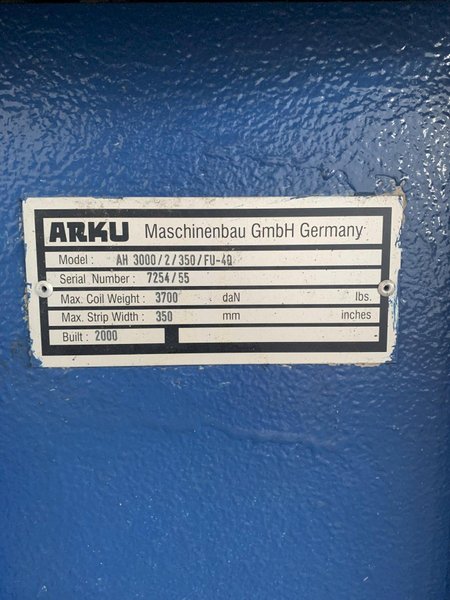 ARKU Maschinenbau GmbH Germany
Model : AH 3000/2/350/FU-4Q
Serial Number : 7254/55
Max. Coil Weight : 3700 daN lbs.
Max. Strip Width : 350 mm inches
Built : 2000